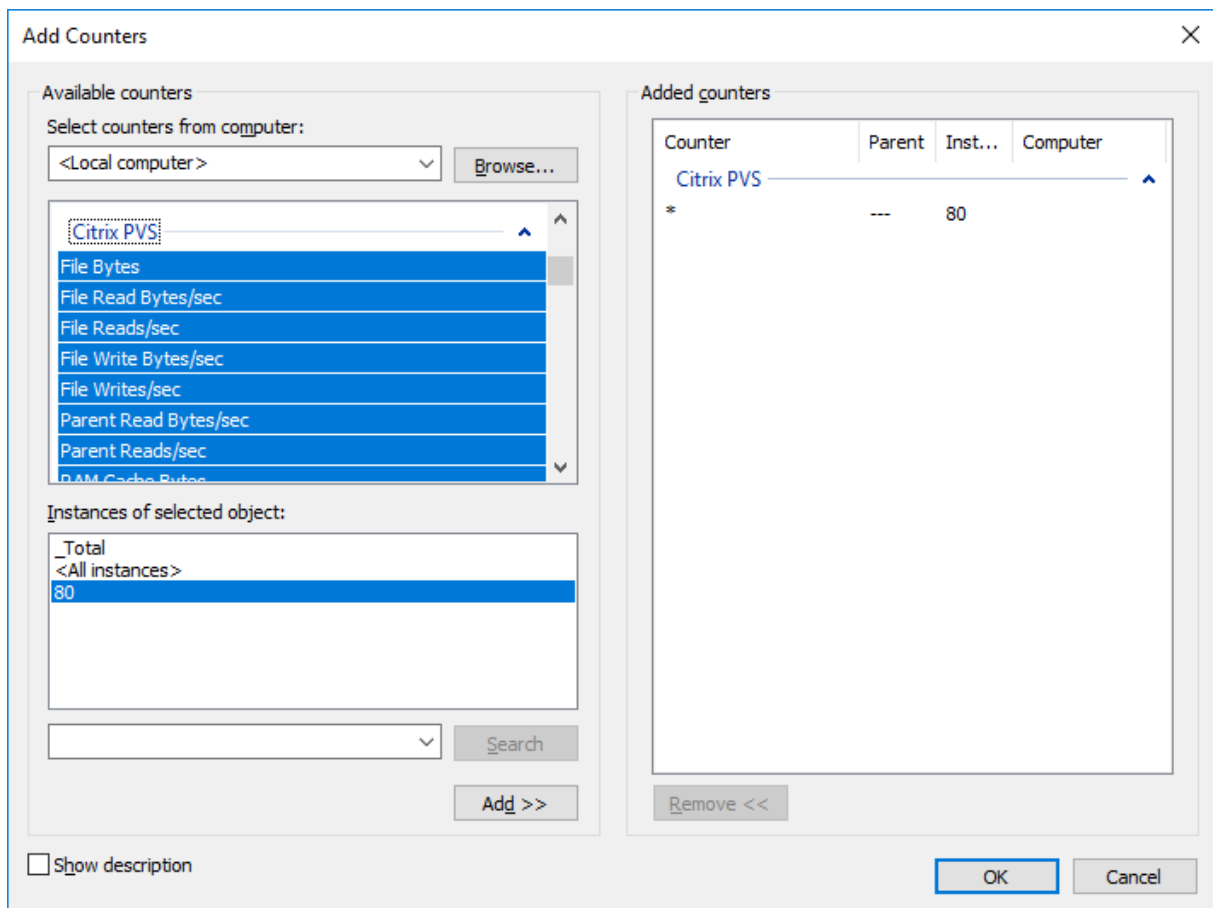 Add Counters
Available counters
Select counters from computer:
<Local computer>
Browse...
Citrix PVS
File Bytes
File Read Bytes/sec
File Reads/sec
File Write Bytes/sec
File Writes/sec
Parent Read Bytes/sec
Parent Reads/sec
RAM Cache Bytes
Instances of selected object:
_Total
<All instances>
80
Search
Add >>
Show description
Added counters
Counter Parent Inst... Computer
Citrix PVS
* --- 80
Remove <<
OK Cancel